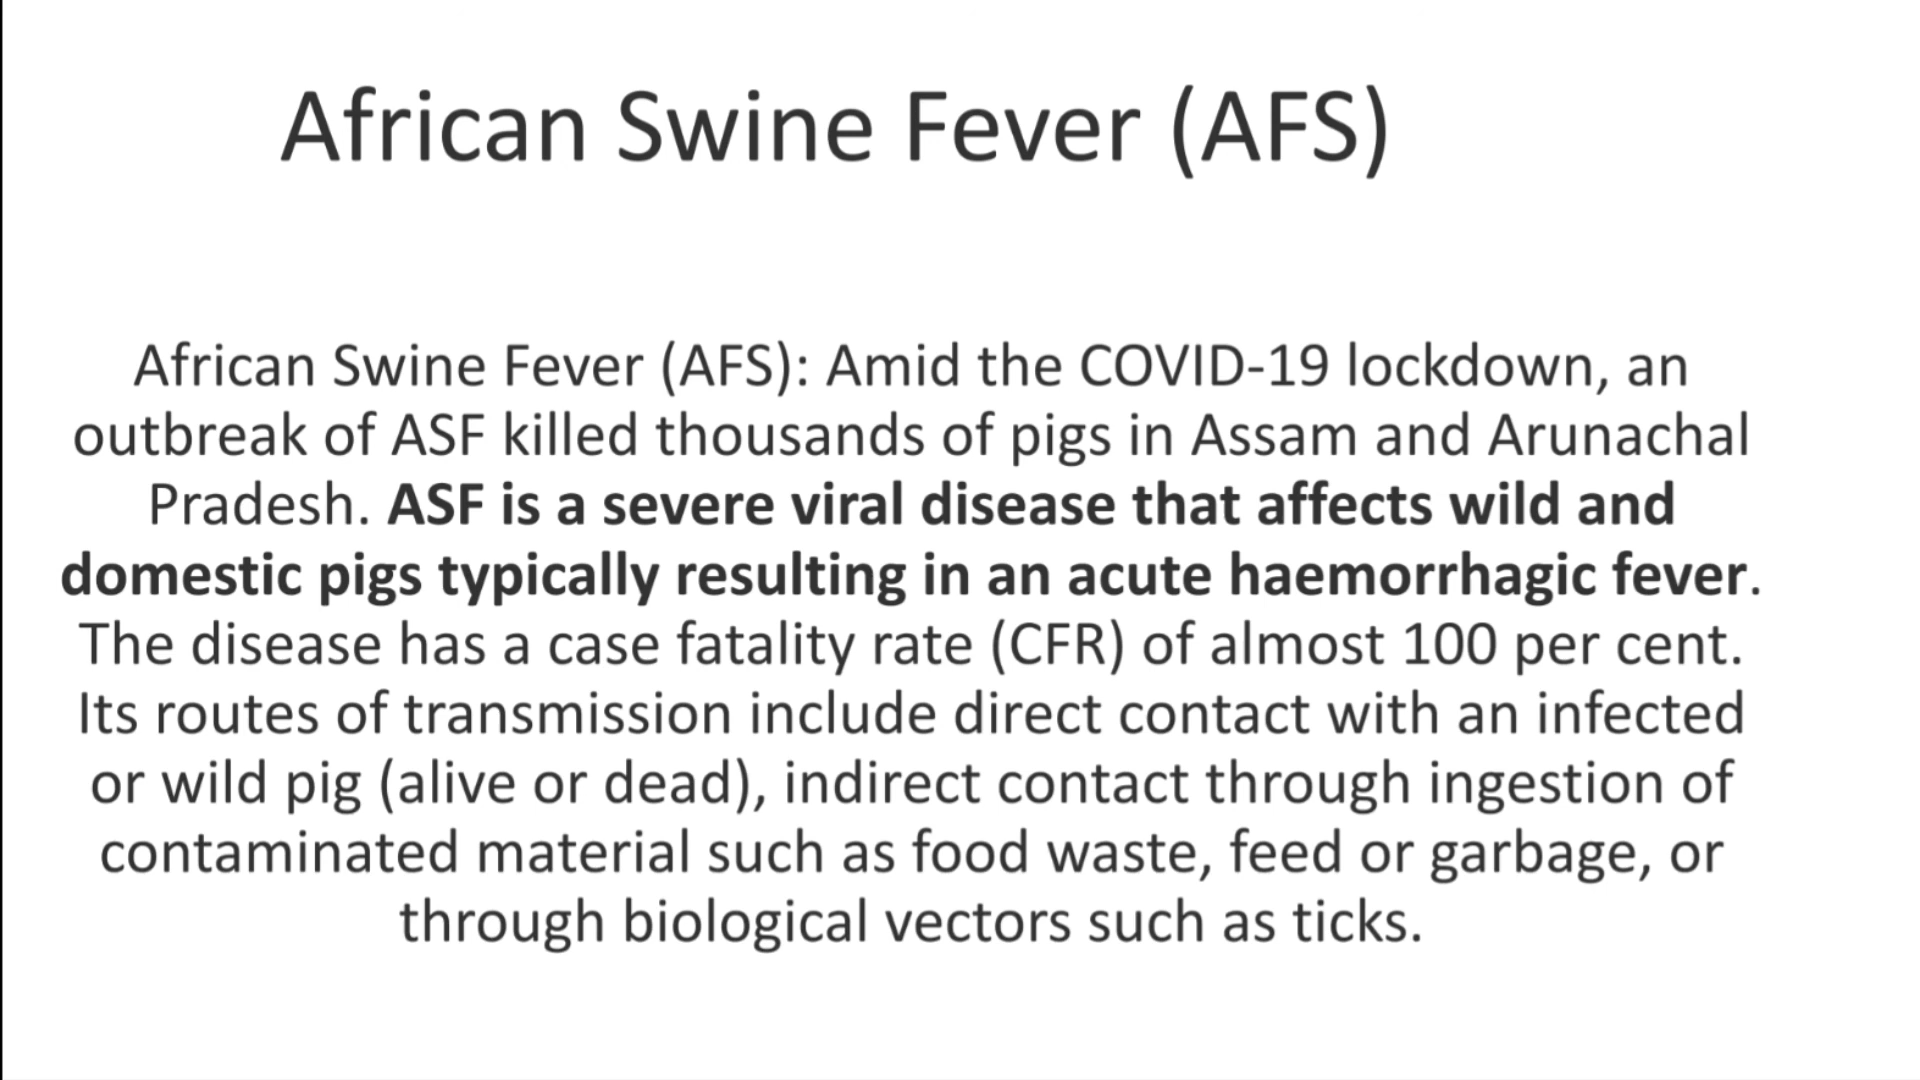 African Swine Fever (AFS)
African Swine Fever (AFS): Amid the COVID-19 lockdown, an
outbreak of ASF killed thousands of pigs in Assam and Arunachal
Pradesh. ASF is a severe viral disease that affects wild and
domestic pigs typically resulting in an acute haemorrhagic fever.
The disease has a case fatality rate (CFR) of almost 100 per cent.
Its routes of transmission include direct contact with an infected
or wild pig (alive or dead), indirect contact through ingestion of
contaminated material such as food waste, feed or garbage, or
through biological vectors such as ticks.